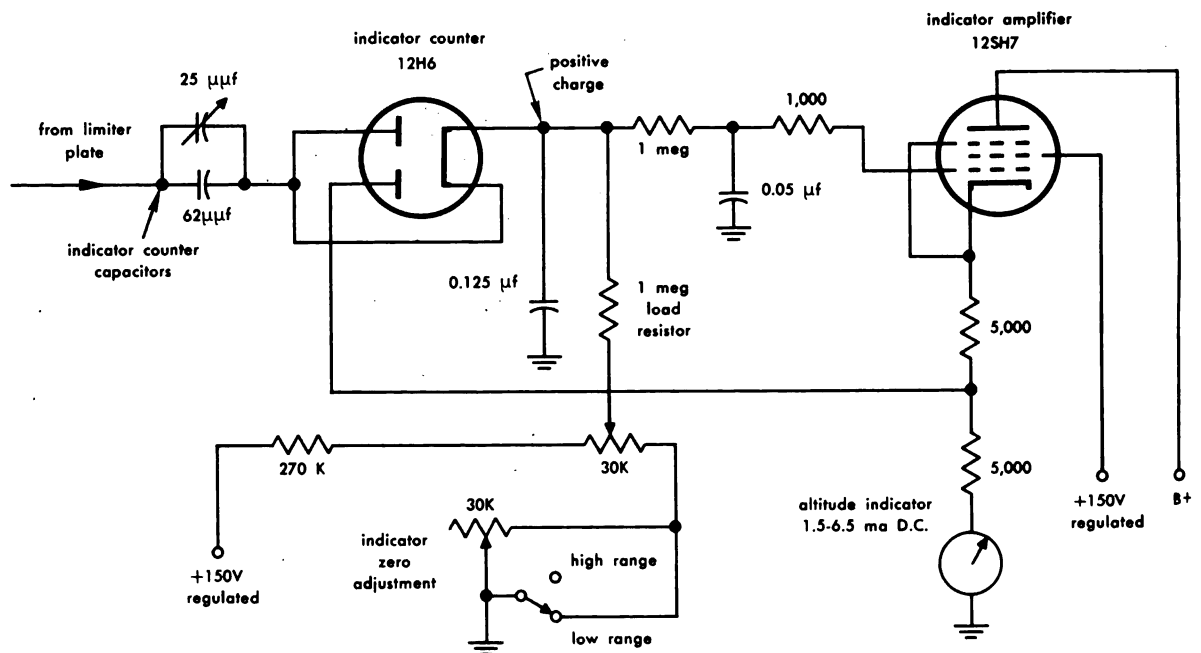 indicator amplifier
12SH7
indicator counter
12H6
positive
charge
25 µµf
1,000
from limiter
plate
1 meg
0.05 µf
62µµf
indicator counter
capacitors
0.125 µf
1 meg
load
resistor
5,000
270 K
30K
5,000
altitude indicator
1.5-6.5 ma D.C.
+150V
regulated
B+
30K
indicator
zero
adjustment
high range
+150V
regulated
low range